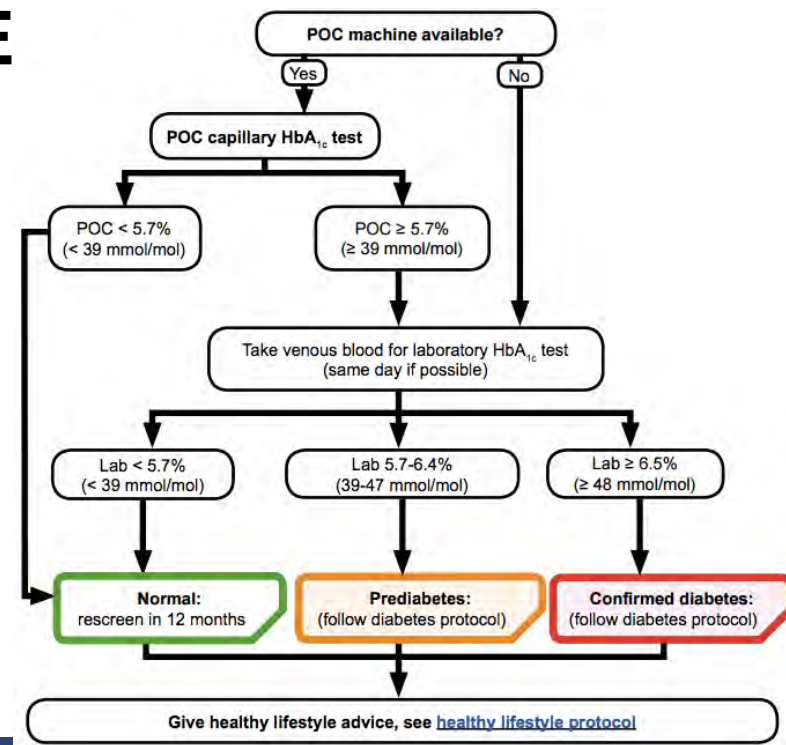 E
POC machine available?
Yes
No
POC capillary HbA1c test
POC < 5.7%
(< 39 mmol/mol)
POC ≥ 5.7%
(≥ 39 mmol/mol)
Take venous blood for laboratory HbA1c test
(same day if possible)
Lab < 5.7%
(< 39 mmol/mol)
Lab 5.7-6.4%
(39-47 mmol/mol)
Lab ≥ 6.5%
(≥ 48 mmol/mol)
Normal:
rescreen in 12 months
Prediabetes:
(follow diabetes protocol)
Confirmed diabetes:
(follow diabetes protocol)
Give healthy lifestyle advice, see healthy lifestyle protocol